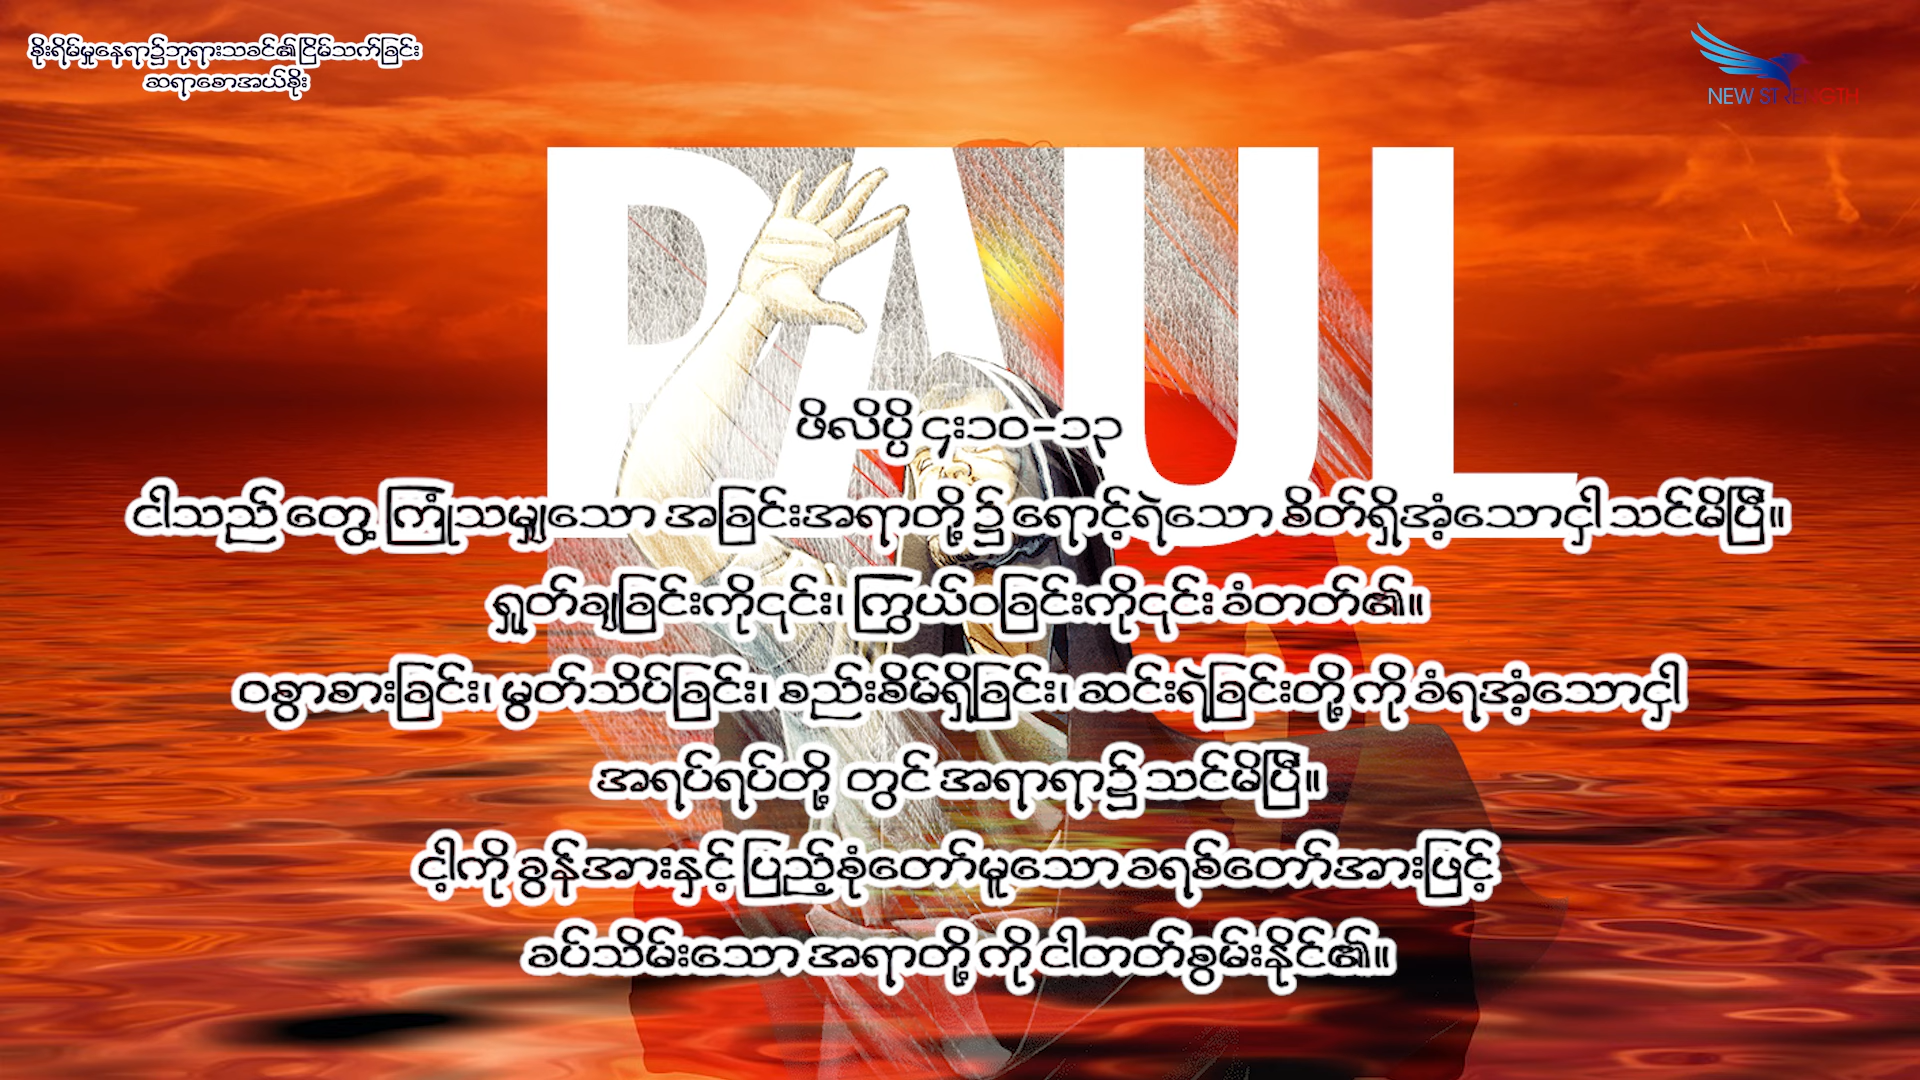 စိုးရိမ်မှုနေရာ၌ဘုရားသခင်၏ငြိမ်သက်ခြင်း
ဆရာစောအယ်ခိုး
NEW STRENGTH
PAUL
ဖိလိပ္ပိ ၄း၁၀-၁၃
ငါသည် တွေ့ ကြုံသမျှသော အခြင်းအရာတို့ ၌ ရောင့်ရဲသော စိတ်ရှိအံ့သောငှါ သင်မိပြီ။
ရှုတ်ချခြင်းကို၎င်း၊ ကြွယ်ဝခြင်းကို၎င်း ခံတတ်၏။
ဝစွာစားခြင်း၊ မွတ်သိပ်ခြင်း၊ စည်းစိမ်ရှိခြင်း၊ ဆင်းရဲခြင်းတို့ ကို ခံရအံ့သောငှါ
အရပ်ရပ်တို့ တွင် အရာရာ၌ သင်မိပြီ။
ငါ့ကို ခွန်အားနှင့် ပြည့်စုံတော်မူသော ခရစ်တော်အားဖြင့်
ခပ်သိမ်းသော အရာတို့ ကို ငါတတ်စွမ်းနိုင်၏။